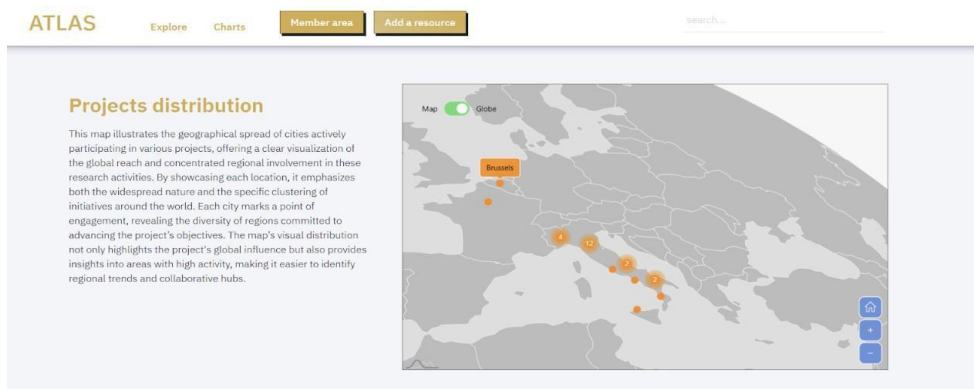 ATLAS Explore Charts Member area Add a resource search...
Projects distribution
This map illustrates the geographical spread of cities actively
participating in various projects, offering a clear visualization of
the global reach and concentrated regional involvement in these
research activities. By showcasing each location, it emphasizes
both the widespread nature and the specific clustering of
initiatives around the world. Each city marks a point of
engagement, revealing the diversity of regions committed to
advancing the project's objectives. The map's visual distribution
not only highlights the project's global influence but also provides
insights into areas with high activity, making it easier to identify
regional trends and collaborative hubs.
Map Globe
Brussels
4
12
2
2
+
−